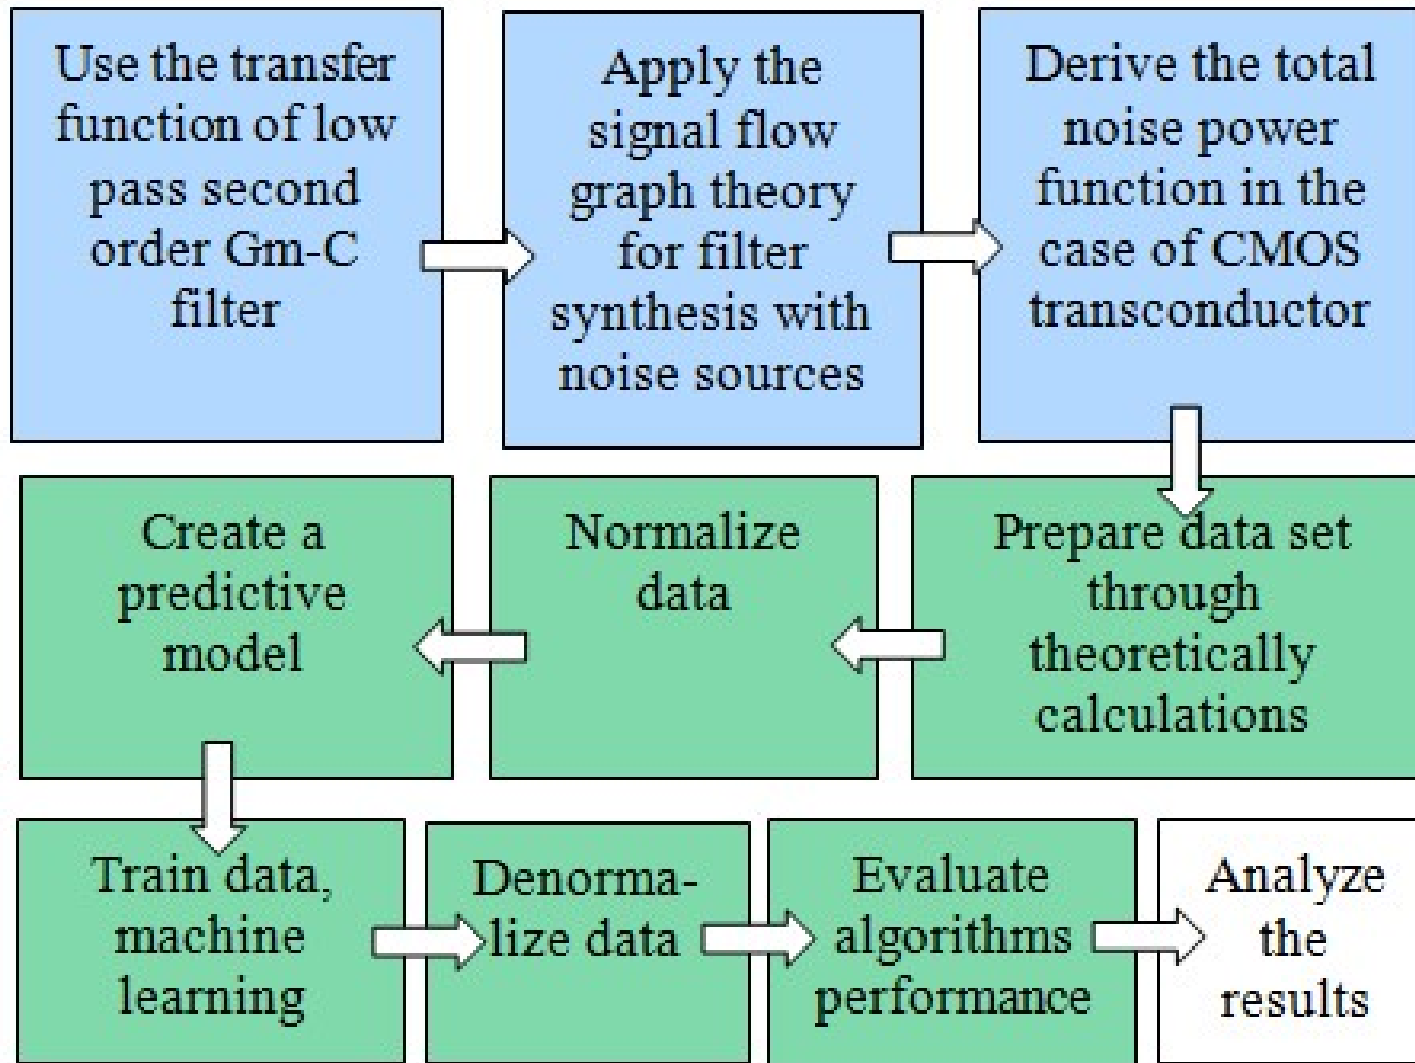 Use the transfer
function of low
pass second
order Gm-C
filter
Apply the
signal flow
graph theory
for filter
synthesis with
noise sources
Derive the total
noise power
function in the
case of CMOS
transconductor
Prepare data set
through
theoretically
calculations
Normalize
data
Create a
predictive
model
Train data,
machine
learning
Denorma-
lize data
Evaluate
algorithms
performance
Analyze
the
results